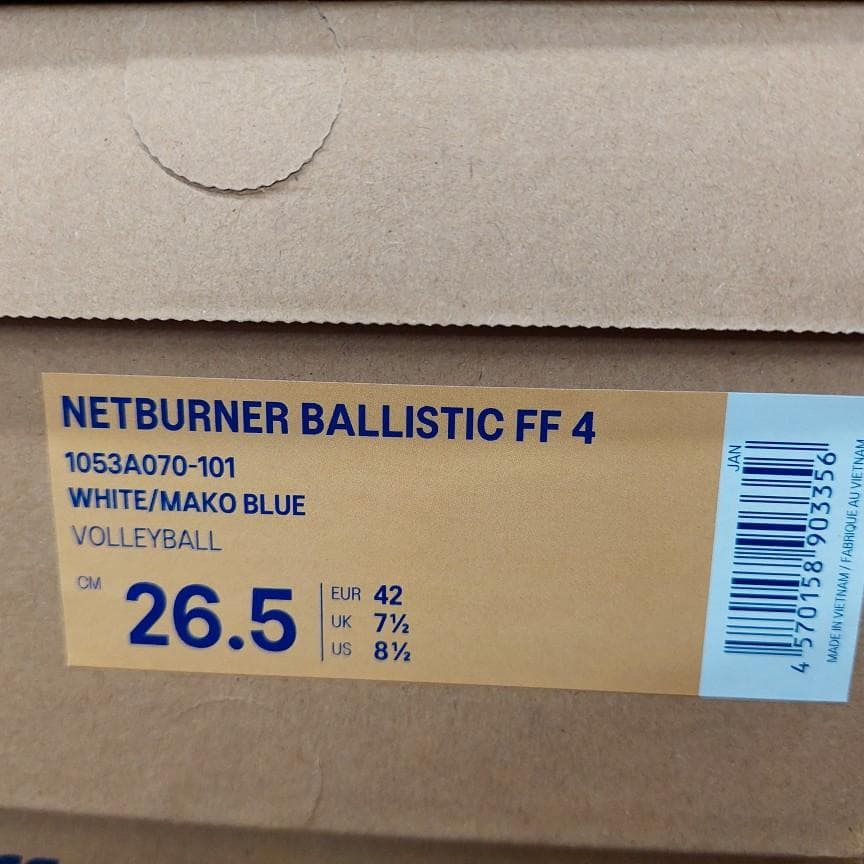 NETBURNER BALLISTIC FF 4
1053A070-101
WHITE/MAKO BLUE
VOLLEYBALL
CM 26.5
EUR 42
UK 7½
US 8½
JAN
4 570158 903356
MADE IN VIETNAM / FABRIQUE AU VIETNAM